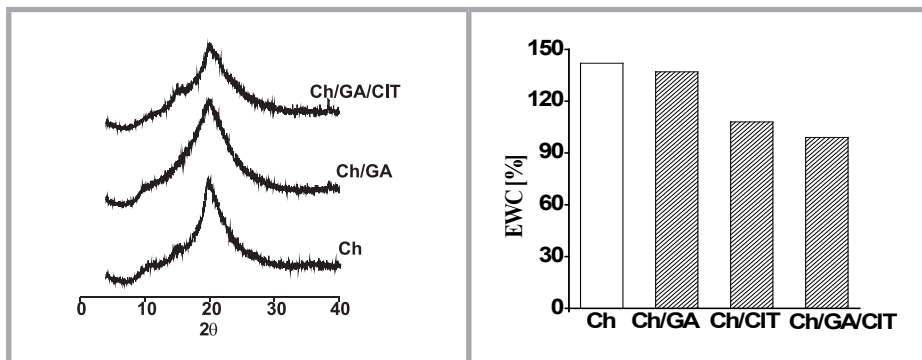 Ch/GA/CIT
Ch/GA
Ch
0 10 20 30 40
2θ
150
120
90
60
30
0
EWC [%]
Ch Ch/GA Ch/CIT Ch/GA/CIT